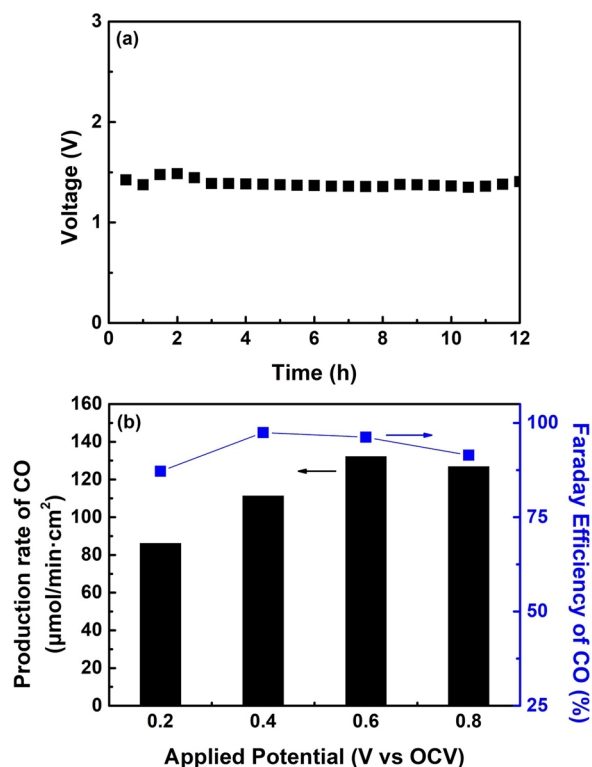 (a)
Voltage (V)
3
2
1
0
0 2 4 6 8 10 12
Time (h)
(b)
Production rate of CO
(μmol/min·cm²)
160
140
120
100
80
60
40
20
0
100
75
50
25
Faraday Efficiency of CO (%)
0.2 0.4 0.6 0.8
Applied Potential (V vs OCV)